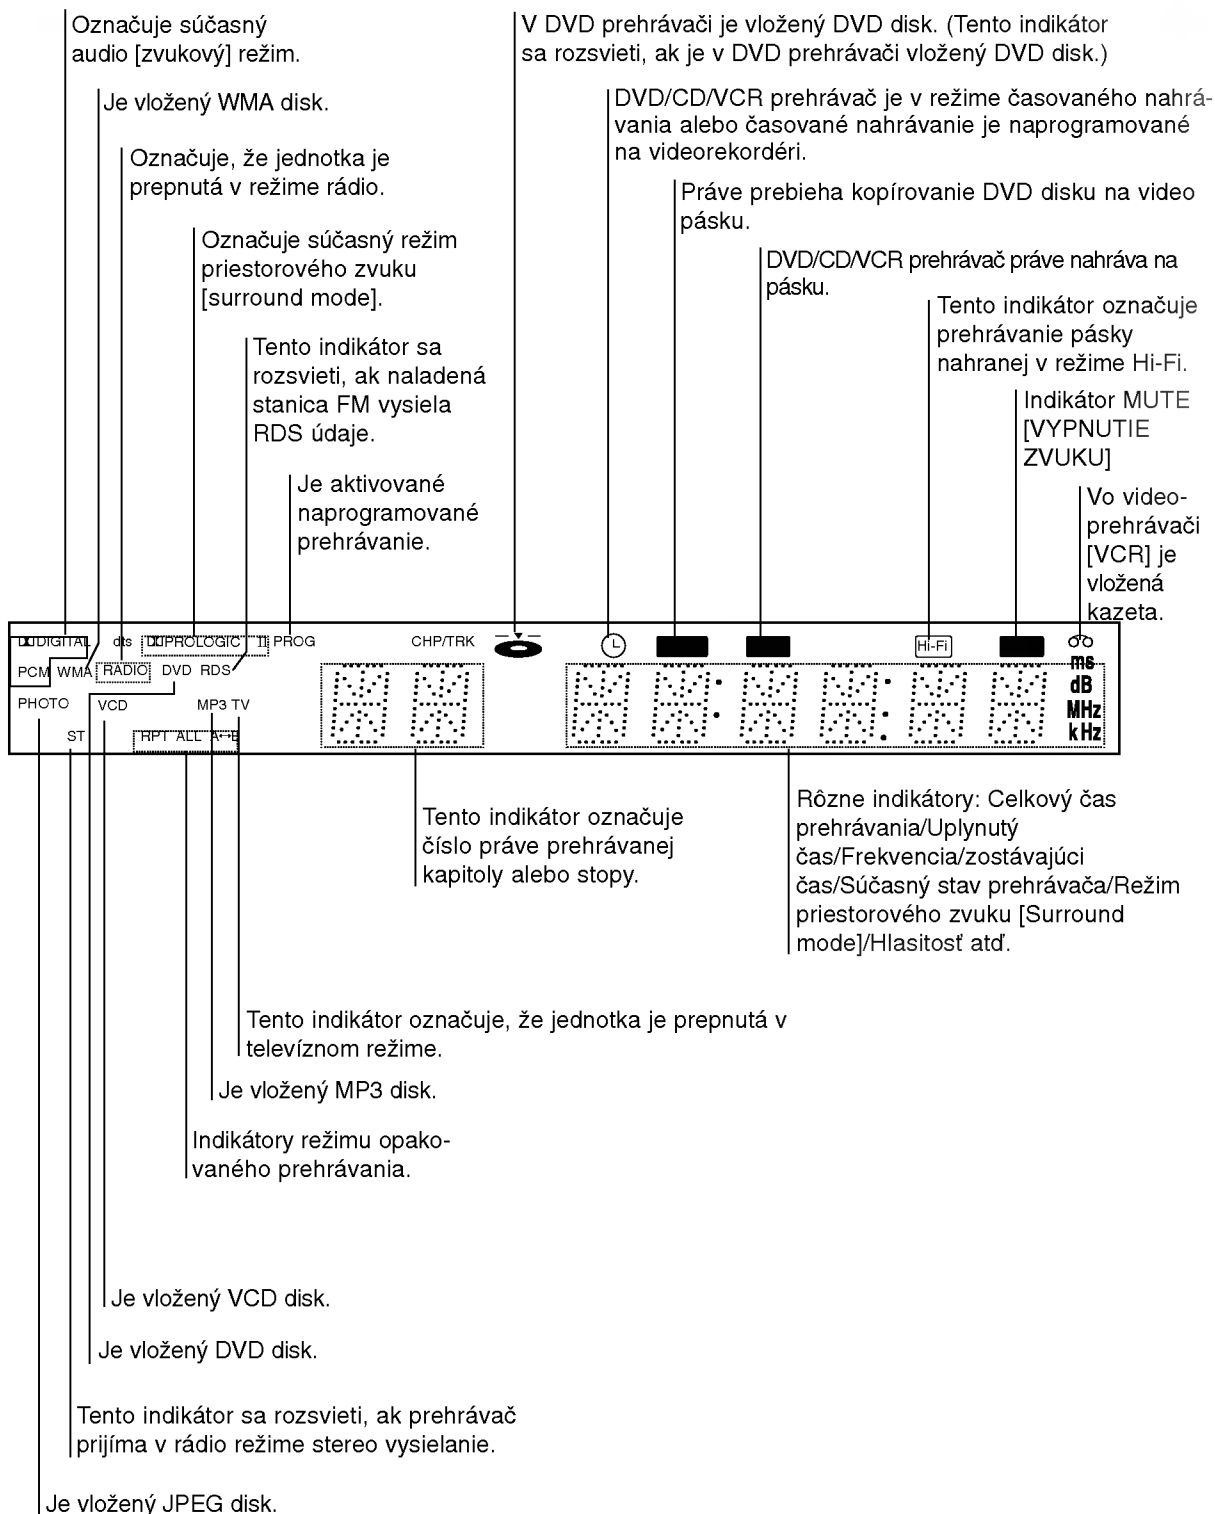 Označuje súčasný
audio [zvukový] režim.
Je vložený WMA disk.
Označuje, že jednotka je
prepnutá v režime rádio.
Označuje súčasný režim
priestorového zvuku
[surround mode].
Tento indikátor sa
rozsvieti, ak naladená
stanica FM vysiela
RDS údaje.
Je aktivované
naprogramované
prehrávanie.
V DVD prehrávači je vložený DVD disk. (Tento indikátor
sa rozsvieti, ak je v DVD prehrávači vložený DVD disk.)
DVD/CD/VCR prehrávač je v režime časovaného nahrá-
vania alebo časované nahrávanie je naprogramované
na videorekordéri.
Práve prebieha kopírovanie DVD disku na video
pásku.
DVD/CD/VCR prehrávač práve nahráva na
pásku.
Tento indikátor označuje
prehrávanie pásky
nahranej v režime Hi-Fi.
Indikátor MUTE
[VYPNUTIE
ZVUKU]
Vo video-
prehrávači
[VCR] je
vložená
kazeta.
DIGITAL dts PROLOGIC II PROG CHP/TRK Hi-Fi
PCM WMA RADIO DVD RDS ms
dB
PHOTO VCD MP3 TV MHz
ST RPT ALL A↔B kHz
Tento indikátor označuje
číslo práve prehrávanej
kapitoly alebo stopy.
Rôzne indikátory: Celkový čas
prehrávania/Uplynutý
čas/Frekvencia/zostávajúci
čas/Súčasný stav prehrávača/Režim
priestorového zvuku [Surround
mode]/Hlasitosť atď.
Tento indikátor označuje, že jednotka je prepnutá v
televíznom režime.
Je vložený MP3 disk.
Indikátory režimu opako-
vaného prehrávania.
Je vložený VCD disk.
Je vložený DVD disk.
Tento indikátor sa rozsvieti, ak prehrávač
prijíma v rádio režime stereo vysielanie.
Je vložený JPEG disk.